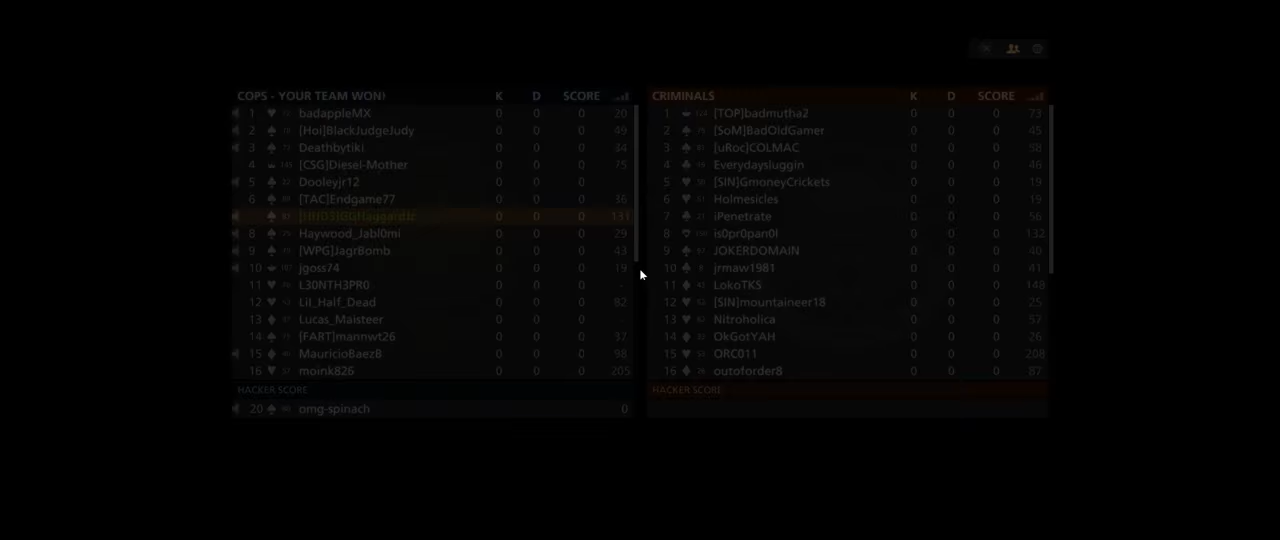 COPS - YOUR TEAM WON! K D SCORE
1 badappleMX 0 0 0 20
2 [Hoi]BlackJudgeJudy 0 0 0 49
3 Deathbytiki 0 0 0 34
4 [CSG]Diesel-Mother 0 0 0 75
5 Dooleyjr12 0 0 0
6 [TAC]Endgame77 0 0 0 36
0 0 0 131
8 Haywood_Jabl0mi 0 0 0 29
9 [WPG]JagrBomb 0 0 0 43
10 jgoss74 0 0 0 19
11 L30NTH3PR0 0 0 0 -
12 Lil_Half_Dead 0 0 0 82
13 Lucas_Maisteer 0 0 0
14 [FART]mannwt26 0 0 0 37
15 MauricioBaez8 0 0 0 98
16 moink826 0 0 0 205
HACKER SCORE
20 omg-spinach 0
CRIMINALS K D SCORE
1 [TOP]badmutha2 0 0 0 73
2 [SoM]BadOldGamer 0 0 0 45
3 [uRoc]COLMAC 0 0 0 58
4 Everydaysluggin 0 0 0 46
5 [SIN]GmoneyCrickets 0 0 0 19
6 Holmesicles 0 0 0 19
7 iPenetrate 0 0 0 56
8 is0pr0pan0l 0 0 0 132
9 JOKERDOMAIN 0 0 0 40
10 jrmaw1981 0 0 0 41
11 LokoTKS 0 0 0 148
12 [SIN]mountaineer18 0 0 0 25
13 Nitroholica 0 0 0 57
14 OkGotYAH 0 0 0 26
15 ORC011 0 0 0 208
16 outoforder8 0 0 0 87
HACKER SCORE